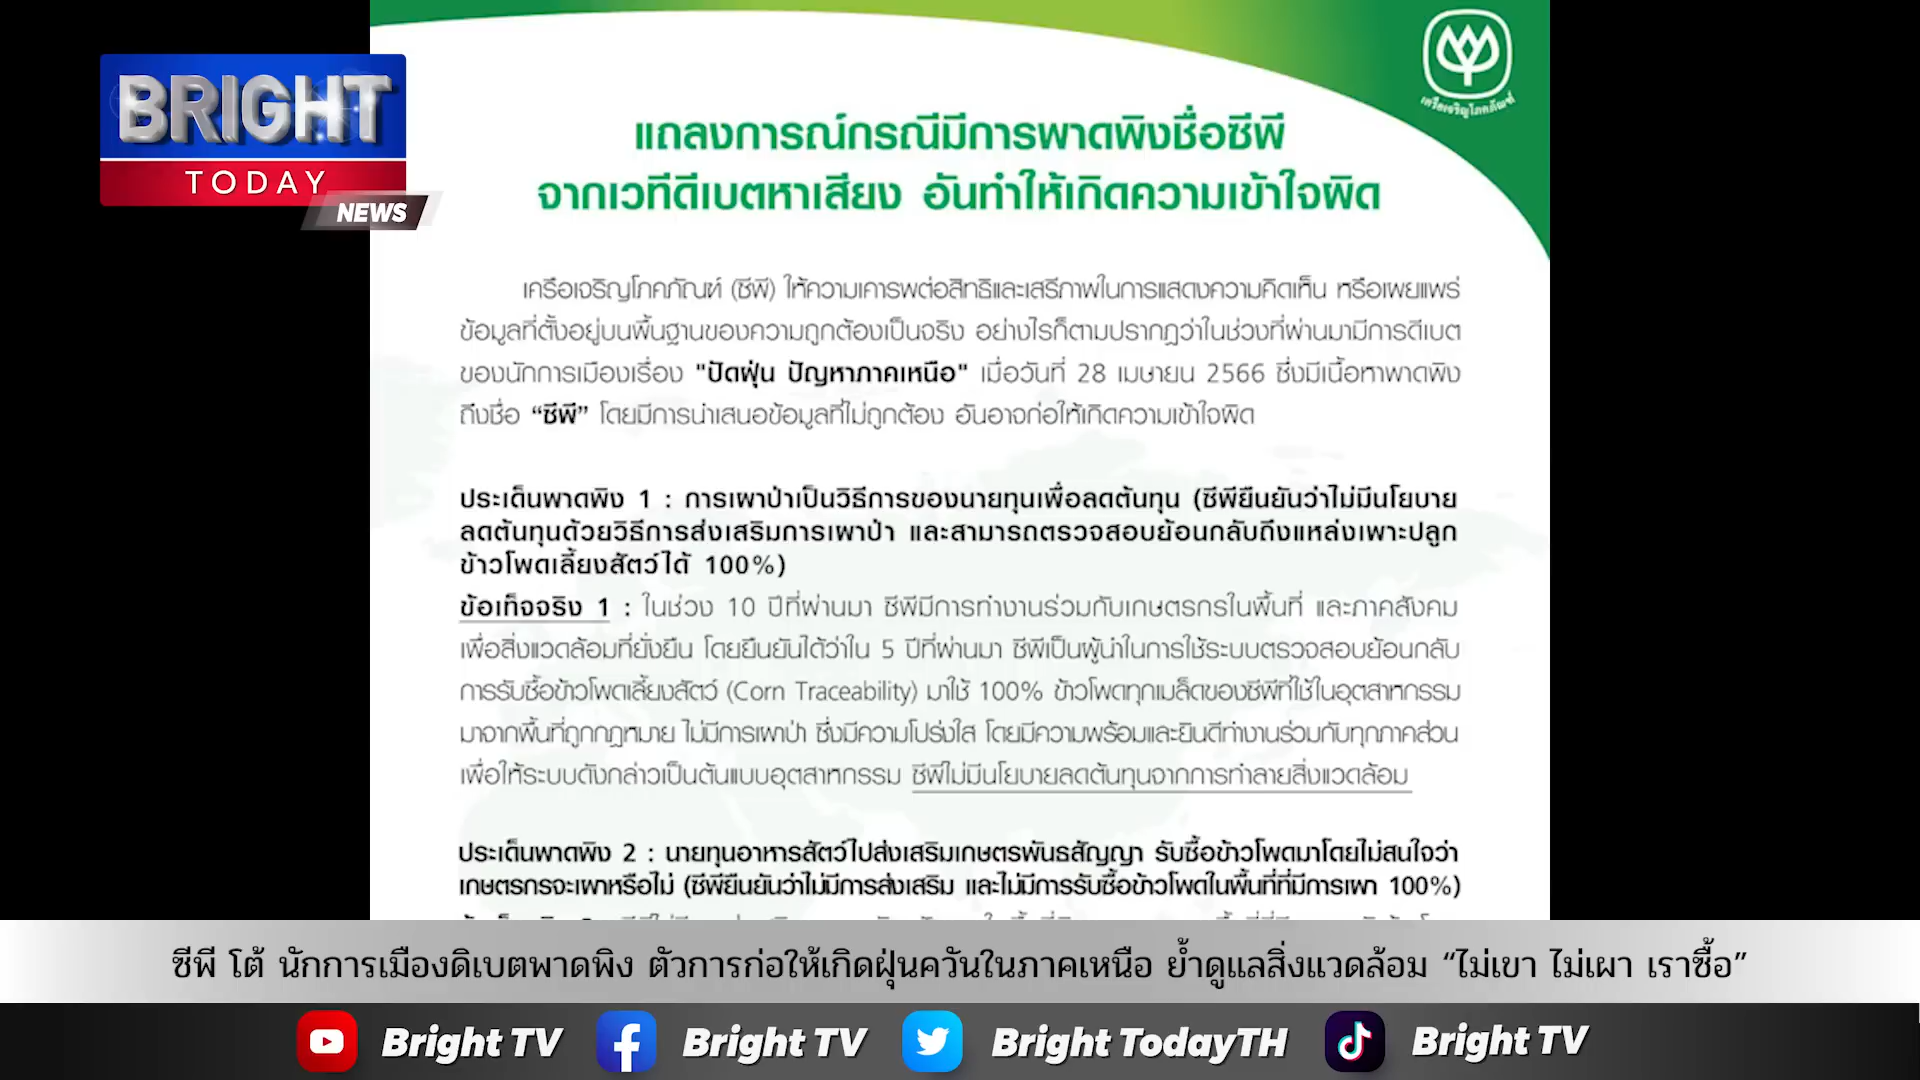 BRIGHT
TODAY
NEWS
เครือเจริญโภคภัณฑ์
แถลงการณ์กรณีมีการพาดพิงชื่อซีพี
จากเวทีดีเบตหาเสียง อันทำให้เกิดความเข้าใจผิด
เครือเจริญโภคภัณฑ์ (ซีพี) ให้ความเคารพต่อสิทธิและเสรีภาพในการแสดงความคิดเห็น หรือเผยแพร่
ข้อมูลที่ตั้งอยู่บนพื้นฐานของความถูกต้องเป็นจริง อย่างไรก็ตามปรากฏว่าในช่วงที่ผ่านมามีการดีเบต
ของนักการเมืองเรื่อง "ปัดฝุ่น ปัญหาภาคเหนือ" เมื่อวันที่ 28 เมษายน 2566 ซึ่งมีเนื้อหาพาดพิง
ถึงชื่อ “ซีพี” โดยมีการนำเสนอข้อมูลที่ไม่ถูกต้อง อันอาจก่อให้เกิดความเข้าใจผิด
ประเด็นพาดพิง 1 : การเผาป่าเป็นวิธีการของนายทุนเพื่อลดต้นทุน (ซีพียืนยันว่าไม่มีนโยบาย
ลดต้นทุนด้วยวิธีการส่งเสริมการเผาป่า และสามารถตรวจสอบย้อนกลับถึงแหล่งเพาะปลูก
ข้าวโพดเลี้ยงสัตว์ได้ 100%)
ข้อเท็จจริง 1 : ในช่วง 10 ปีที่ผ่านมา ซีพีมีการทำงานร่วมกับเกษตรกรในพื้นที่ และภาคสังคม
เพื่อสิ่งแวดล้อมที่ยั่งยืน โดยยืนยันได้ว่าใน 5 ปีที่ผ่านมา ซีพีเป็นผู้นำในการใช้ระบบตรวจสอบย้อนกลับ
การรับซื้อข้าวโพดเลี้ยงสัตว์ (Corn Traceability) มาใช้ 100% ข้าวโพดทุกเมล็ดของซีพีที่ใช้ในอุตสาหกรรม
มาจากพื้นที่ถูกกฎหมาย ไม่มีการเผาป่า ซึ่งมีความโปร่งใส โดยมีความพร้อมและยินดีทำงานร่วมกับทุกภาคส่วน
เพื่อให้ระบบดังกล่าวเป็นต้นแบบอุตสาหกรรม ซีพีไม่มีนโยบายลดต้นทุนจากการทำลายสิ่งแวดล้อม
ประเด็นพาดพิง 2 : นายทุนอาหารสัตว์ไปส่งเสริมเกษตรพันธสัญญา รับซื้อข้าวโพดมาโดยไม่สนใจว่า
เกษตรกรจะเผาหรือไม่ (ซีพียืนยันว่าไม่มีการส่งเสริม และไม่มีการรับซื้อข้าวโพดในพื้นที่ที่มีการเผา 100%)
ซีพี โต้ นักการเมืองดิเบตพาดพิง ตัวการก่อให้เกิดฝุ่นควันในภาคเหนือ ย้ำดูแลสิ่งแวดล้อม “ไม่เขา ไม่เผา เราซื้อ”
Bright TV Bright TV Bright TodayTH Bright TV